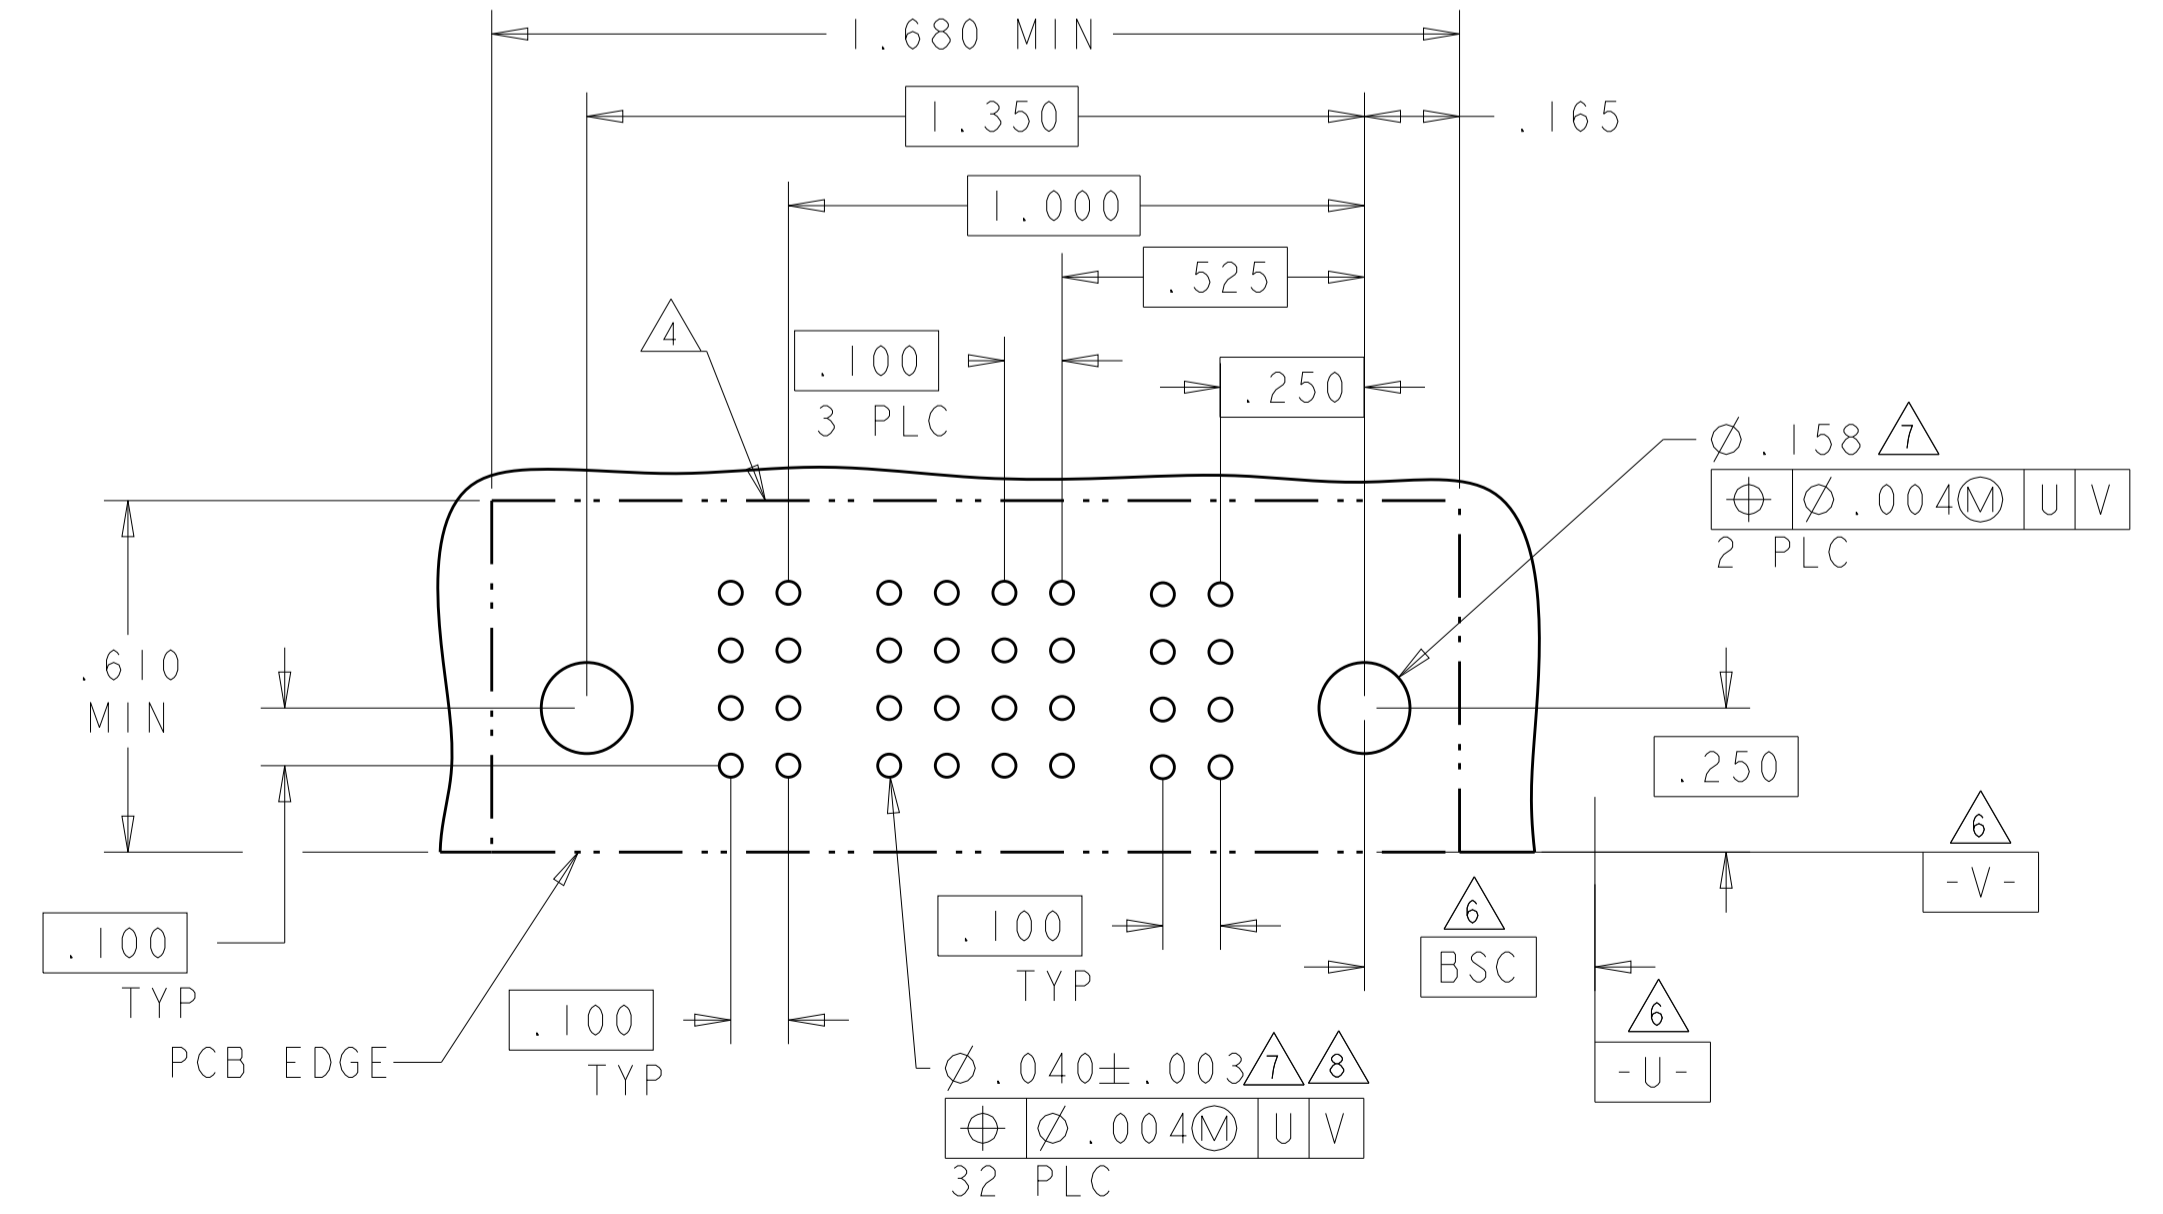 1.680 MIN
1.350
.165
1.000
.525
4
.100
3 PLC
.250
Ø.158 7
⌖ Ø.004Ⓜ U V
2 PLC
.610
MIN
.250
6
-V-
6
BSC
.100
TYP
.100
TYP
6
-U-
.100
TYP
PCB EDGE
Ø.040±.003 7 8
⌖ Ø.004Ⓜ U V
32 PLC